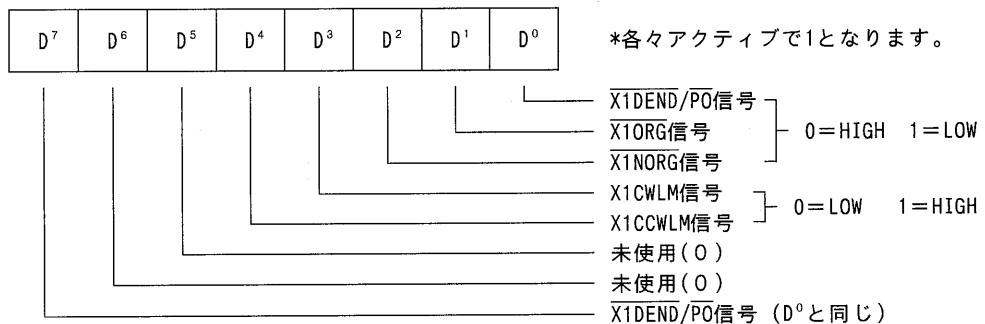 D⁷ D⁶ D⁵ D⁴ D³ D² D¹ D⁰ *各々アクティブで1となります。
X1DEND/PO信号
X1ORG信号 0=HIGH 1=LOW
X1NORG信号
X1CWLM信号
0=LOW 1=HIGH
X1CCWLM信号
未使用(0)
未使用(0)
X1DEND/PO信号 (D⁰と同じ)